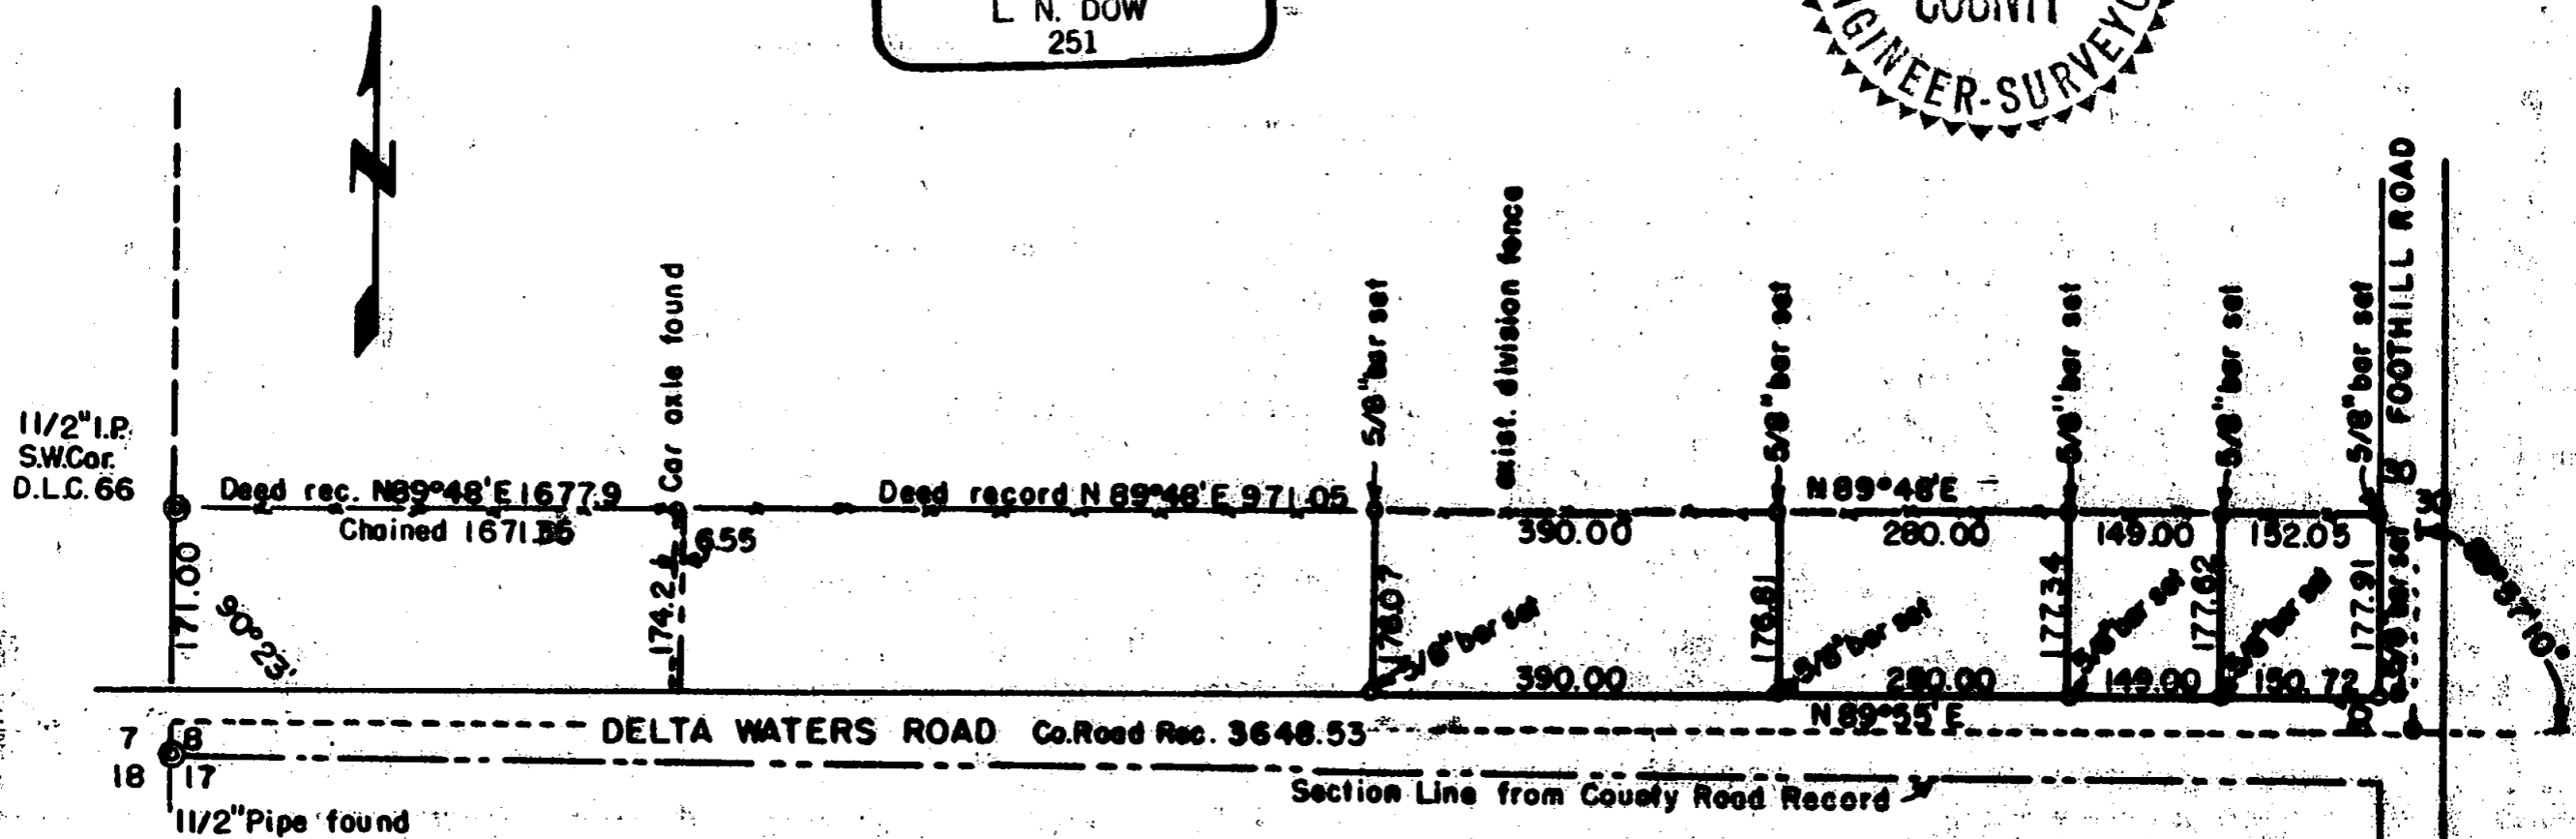 L. N. DOW
251
COUNTY
GINEER-SURVEYO
N
FOOTHILL ROAD
Car axle found
5/8" bar set
exist. division fence
5/8" bar set
5/8" bar set
5/8" bar set
5/8" bar set
1 1/2" I.P.
S.W.Cor.
D.L.C. 66
Deed rec. N89°48'E 1677.9
Chained 1671.35
6.55
Deed record N 89°48'E 971.05
N 89°48'E
390.00
280.00
149.00
152.05
30
171.00
90°23'
174.2
176.07
176.81
177.34
177.62
177.91
5/8" bar set
5/8" bar set
5/8" bar set
5/8" bar set
5/8" bar set
390.00
280.00
149.00
150.72
N 89°55' E
7 8
18 17
DELTA WATERS ROAD Co.Road Rec. 3648.53
Section Line from County Road Record
1 1/2" Pipe found